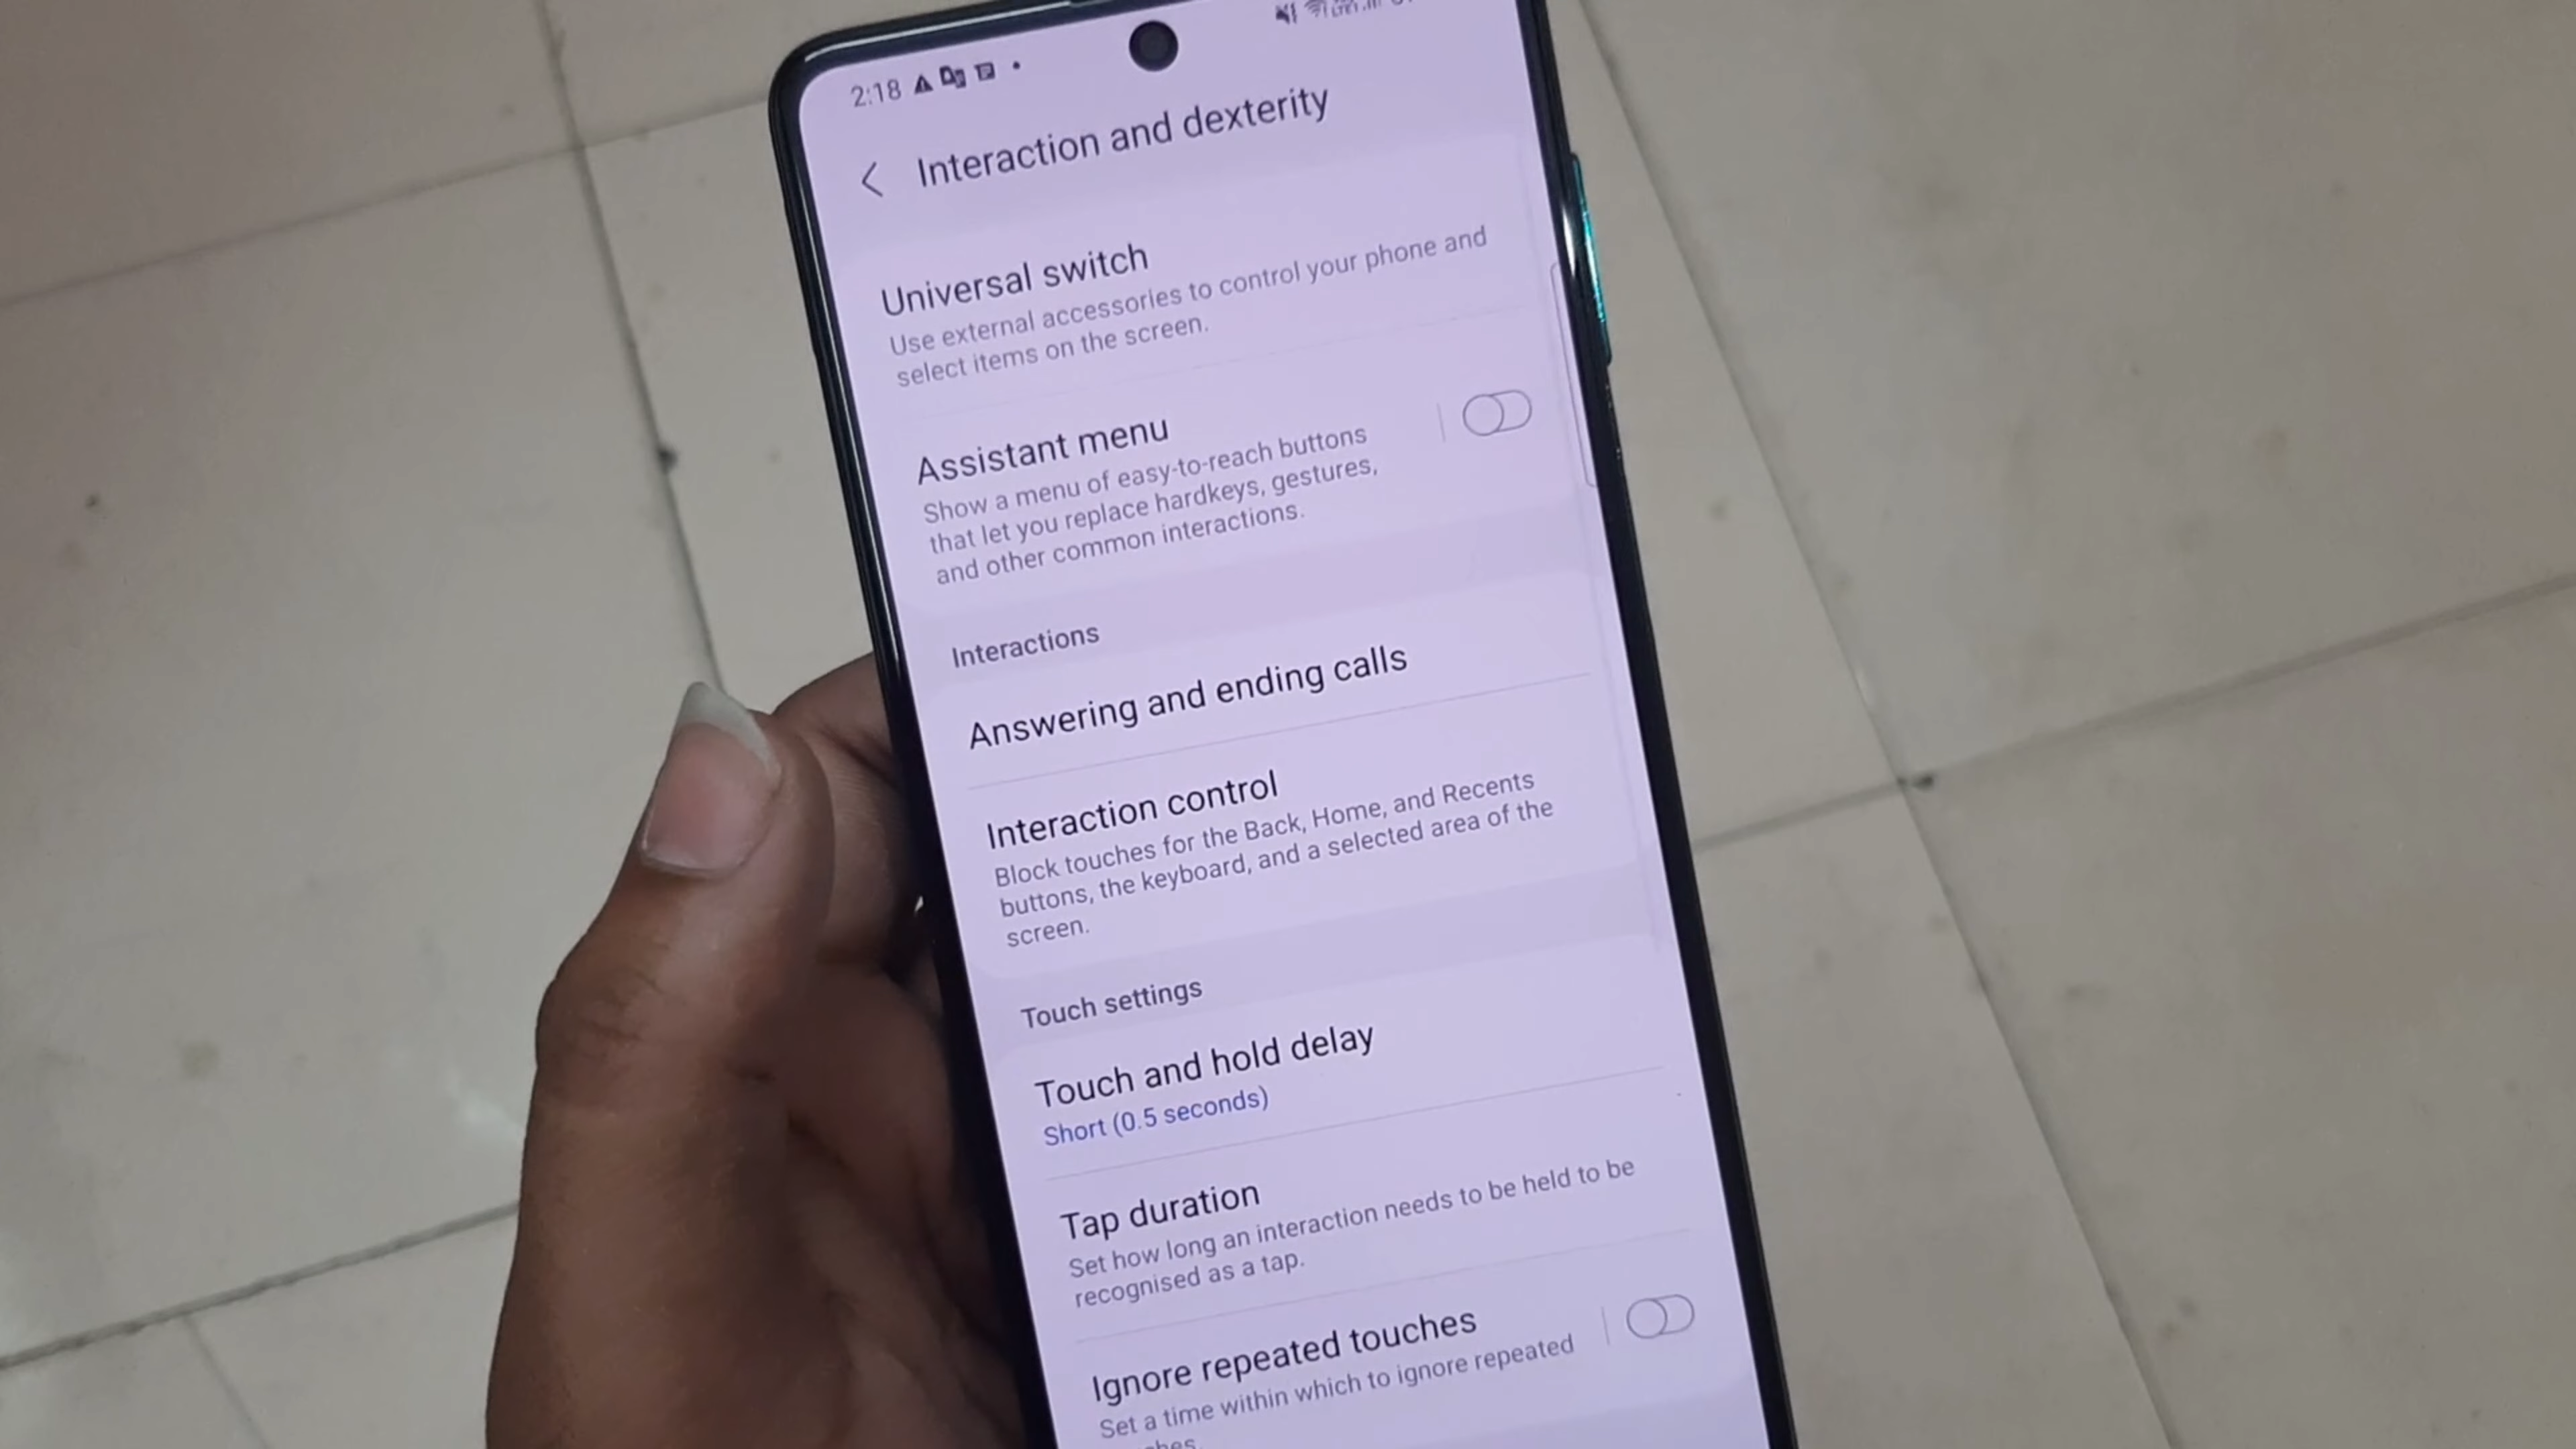 2:18
Interaction and dexterity
Universal switch
Use external accessories to control your phone and
select items on the screen.
Assistant menu
Show a menu of easy-to-reach buttons
that let you replace hardkeys, gestures,
and other common interactions.
Interactions
Answering and ending calls
Interaction control
Block touches for the Back, Home, and Recents
buttons, the keyboard, and a selected area of the
screen.
Touch settings
Touch and hold delay
Short (0.5 seconds)
Tap duration
Set how long an interaction needs to be held to be
recognised as a tap.
Ignore repeated touches
Set a time within which to ignore repeated